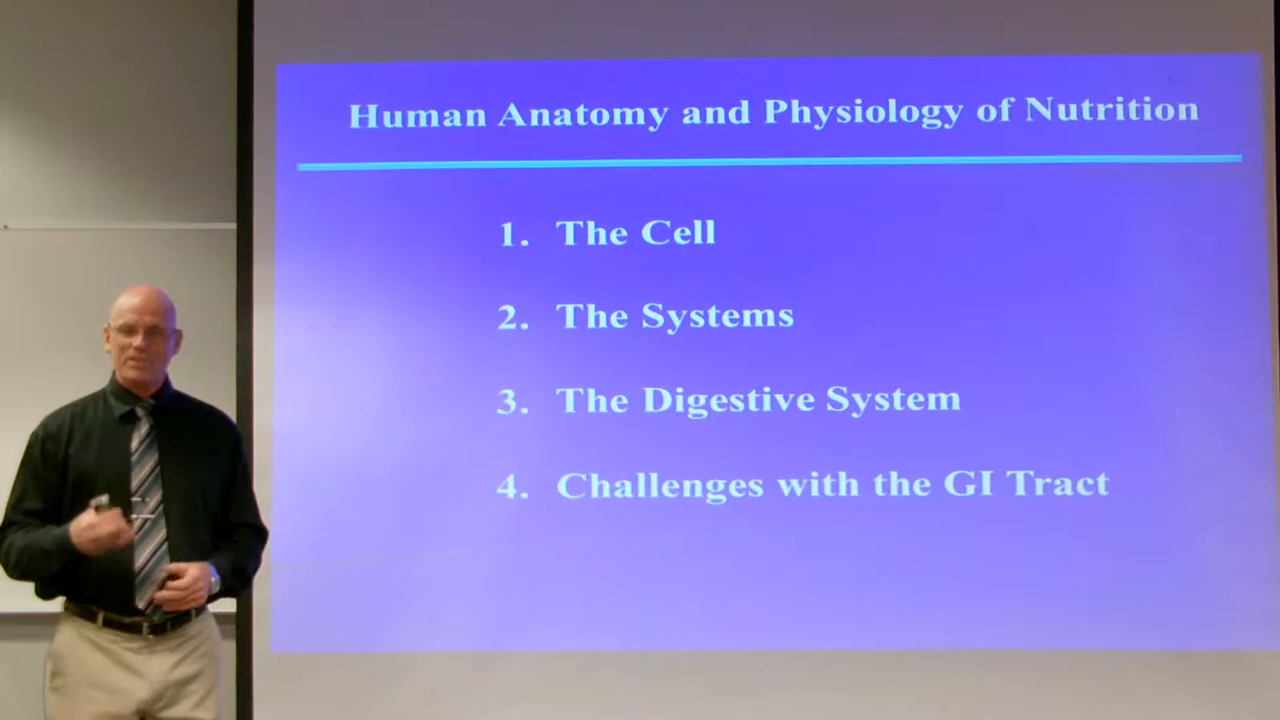 Human Anatomy and Physiology of Nutrition
1. The Cell
2. The Systems
3. The Digestive System
4. Challenges with the GI Tract